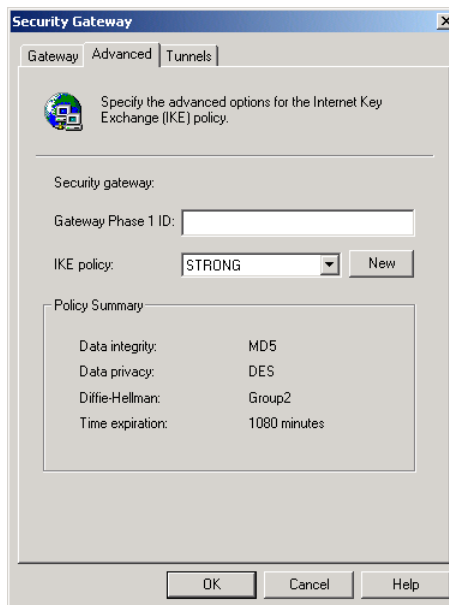 Security Gateway
Gateway Advanced Tunnels
Specify the advanced options for the Internet Key
Exchange (IKE) policy.
Security gateway:
Gateway Phase 1 ID:
IKE policy: STRONG New
Policy Summary
Data integrity: MD5
Data privacy: DES
Diffie-Hellman: Group2
Time expiration: 1080 minutes
OK Cancel Help